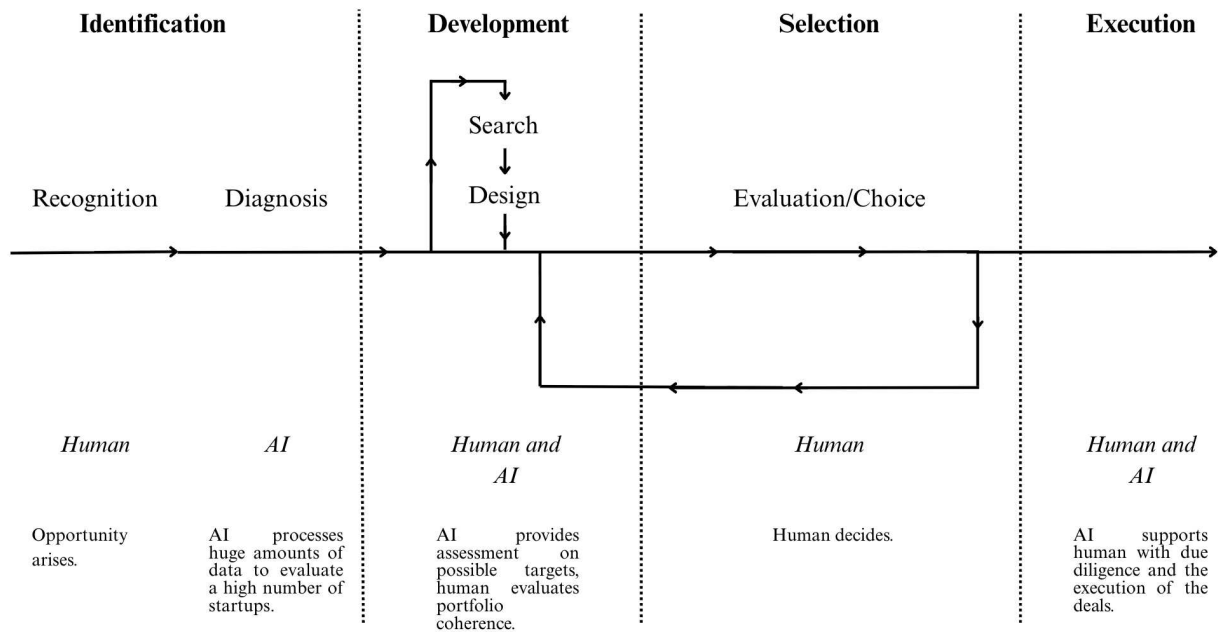 Identification
Development
Selection
Execution
Search
Design
Recognition
Diagnosis
Evaluation/Choice
Human
AI
Human and
AI
Human
Human and
AI
Opportunity
arises.
AI processes
huge amounts of
data to evaluate
a high number of
startups.
AI provides
assessment on
possible targets,
human evaluates
portfolio
coherence.
Human decides.
AI supports
human with due
diligence and the
execution of the
deals.